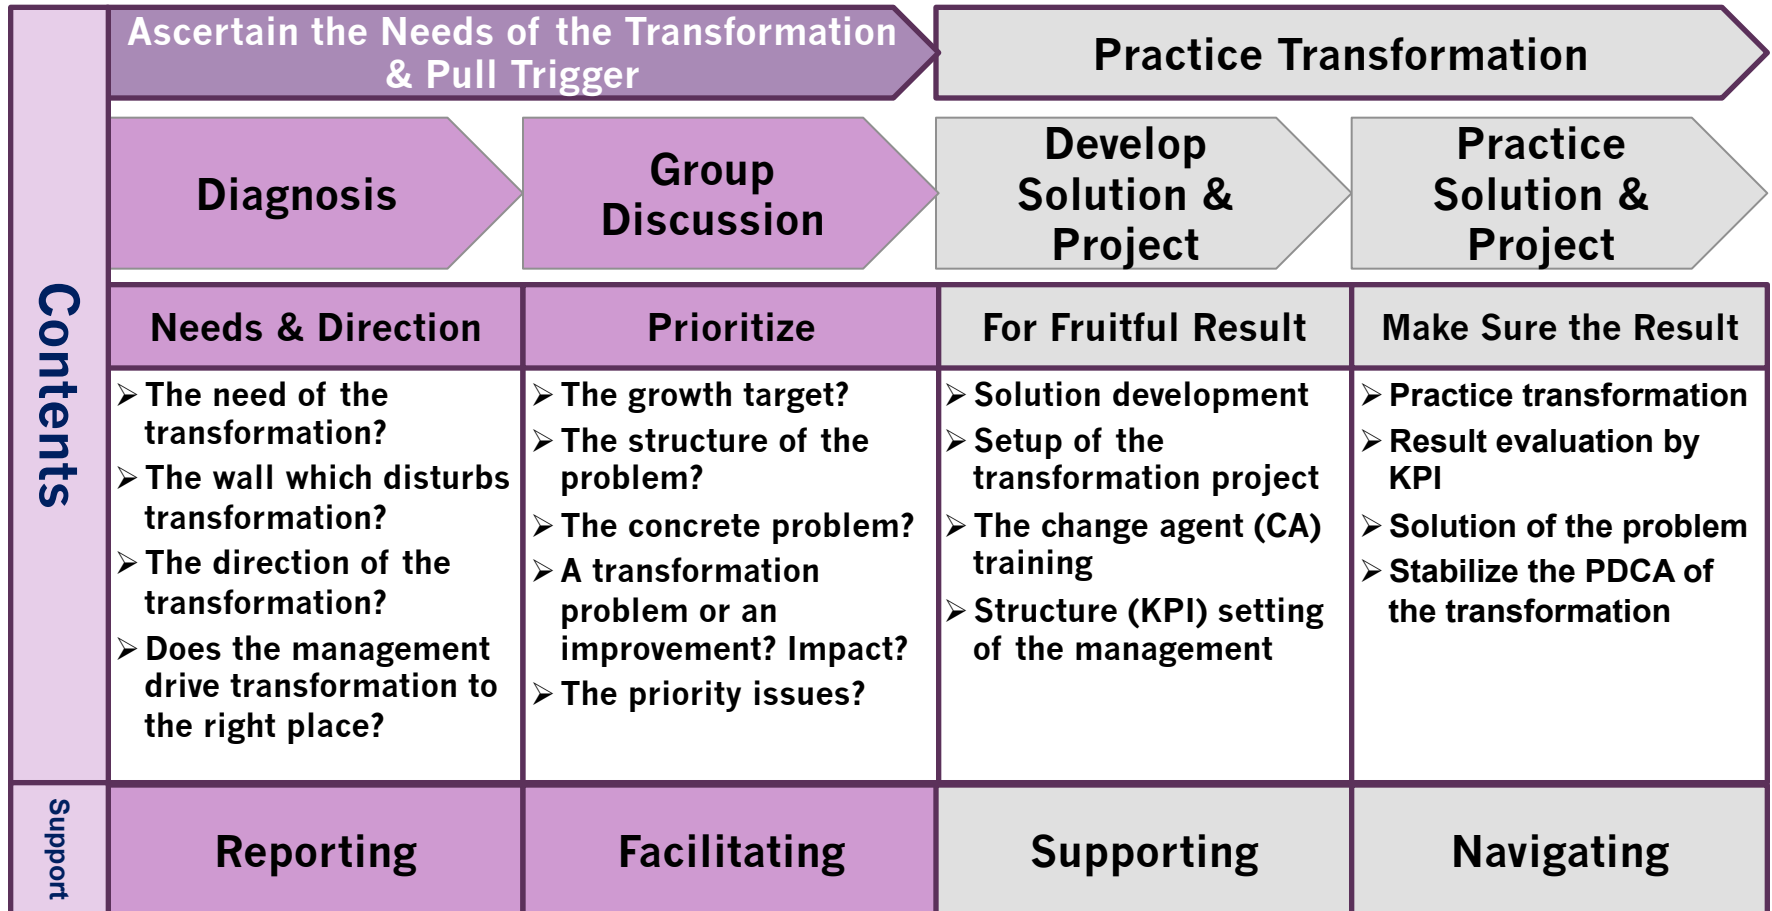 Ascertain the Needs of the Transformation
& Pull Trigger
Practice Transformation
Contents
Diagnosis
Group
Discussion
Develop
Solution &
Project
Practice
Solution &
Project
Needs & Direction
Prioritize
For Fruitful Result
Make Sure the Result
➢ The need of the
transformation?
➢ The wall which disturbs
transformation?
➢ The direction of the
transformation?
➢ Does the management
drive transformation to
the right place?
➢ The growth target?
➢ The structure of the
problem?
➢ The concrete problem?
➢ A transformation
problem or an
improvement? Impact?
➢ The priority issues?
➢ Solution development
➢ Setup of the
transformation project
➢ The change agent (CA)
training
➢ Structure (KPI) setting
of the management
➢ Practice transformation
➢ Result evaluation by
KPI
➢ Solution of the problem
➢ Stabilize the PDCA of
the transformation
Support
Reporting
Facilitating
Supporting
Navigating